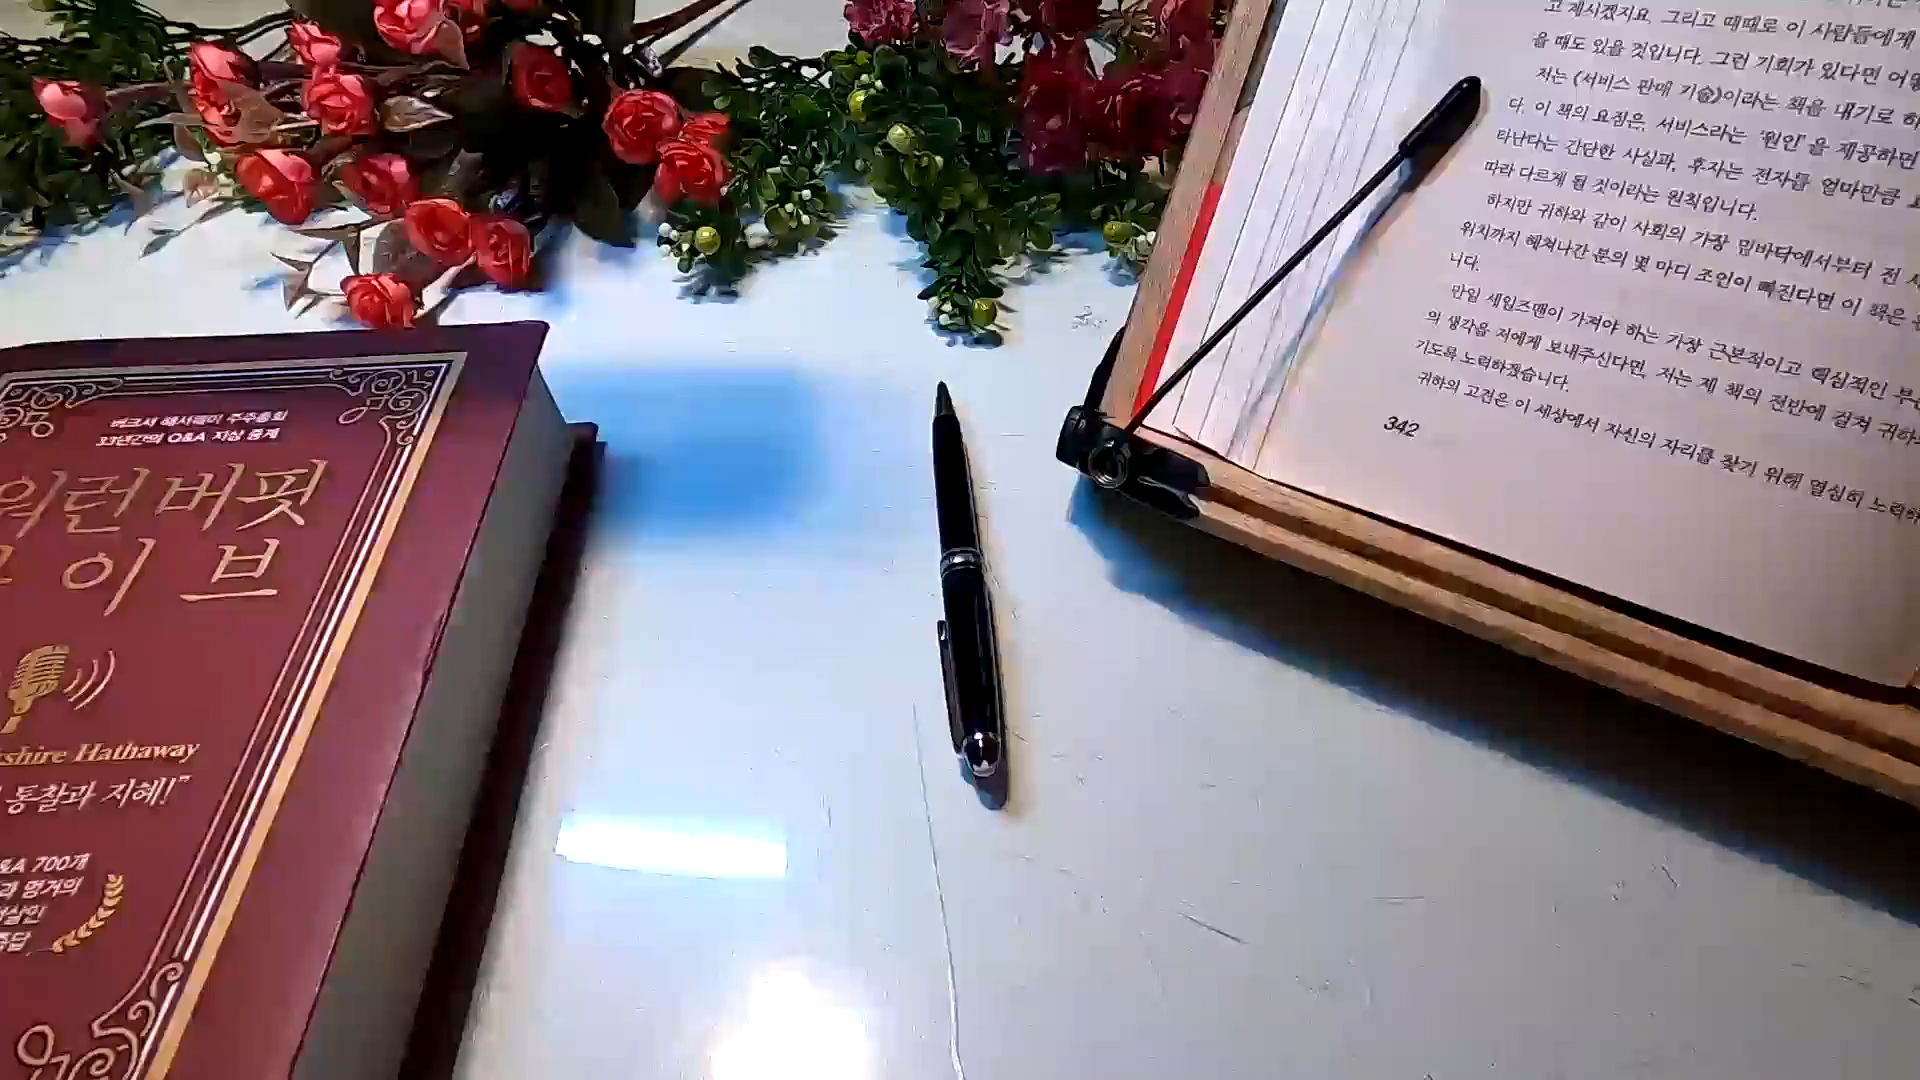 버크셔 해서웨이 주주총회
33년간의 Q&A 지상 중계
워런 버핏
이브
shire Hathaway
통찰과 지혜!"
&A 700개
과 멍거의
답
고 제시겠지요. 그리고 때때로 이 사람들에게
을 때도 있을 것입니다. 그런 기회가 있다면
저는 (서비스 판매 기술)이라는 책을 내기로
다. 이 책의 요점은, 서비스라는 '원인'을 제공하면
타난다는 간단한 사실과, 후자는 전자를 얼마만큼
따라 다르게 될 것이라는 원칙입니다.
하지만 귀하와 같이 사회의 가장 밑바닥에서부터 전
위치까지 헤쳐나간 분의 몇 마디 조언이 빠진다면 이 책은
니다.
만일 세일즈맨이 가져야 하는 가장 근본적이고 핵심적인
의 생각을 저에게 보내주신다면, 저는 제 책의 전반에 걸쳐
기도록 노력하겠습니다.
귀하의 고견은 이 세상에서 자신의 자리를 찾기 위해 열심히
342